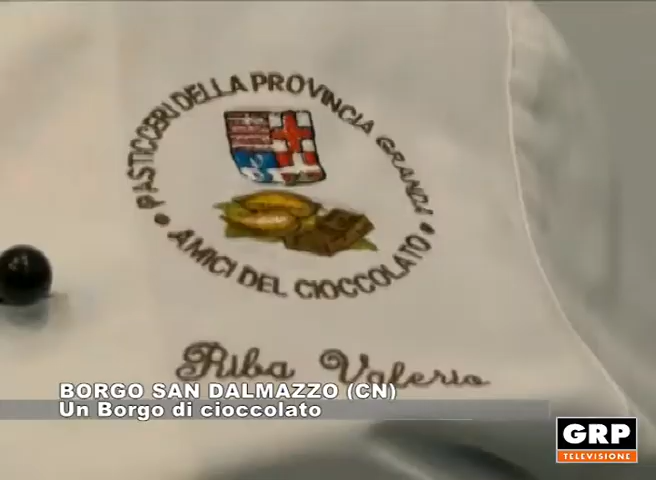 PASTICCERI DELLA PROVINCIA GRANDA
• AMICI DEL CIOCCOLATO •
Riba Valerio
BORGO SAN DALMAZZO (CN)
Un Borgo di cioccolato
GRP
TELEVISIONE